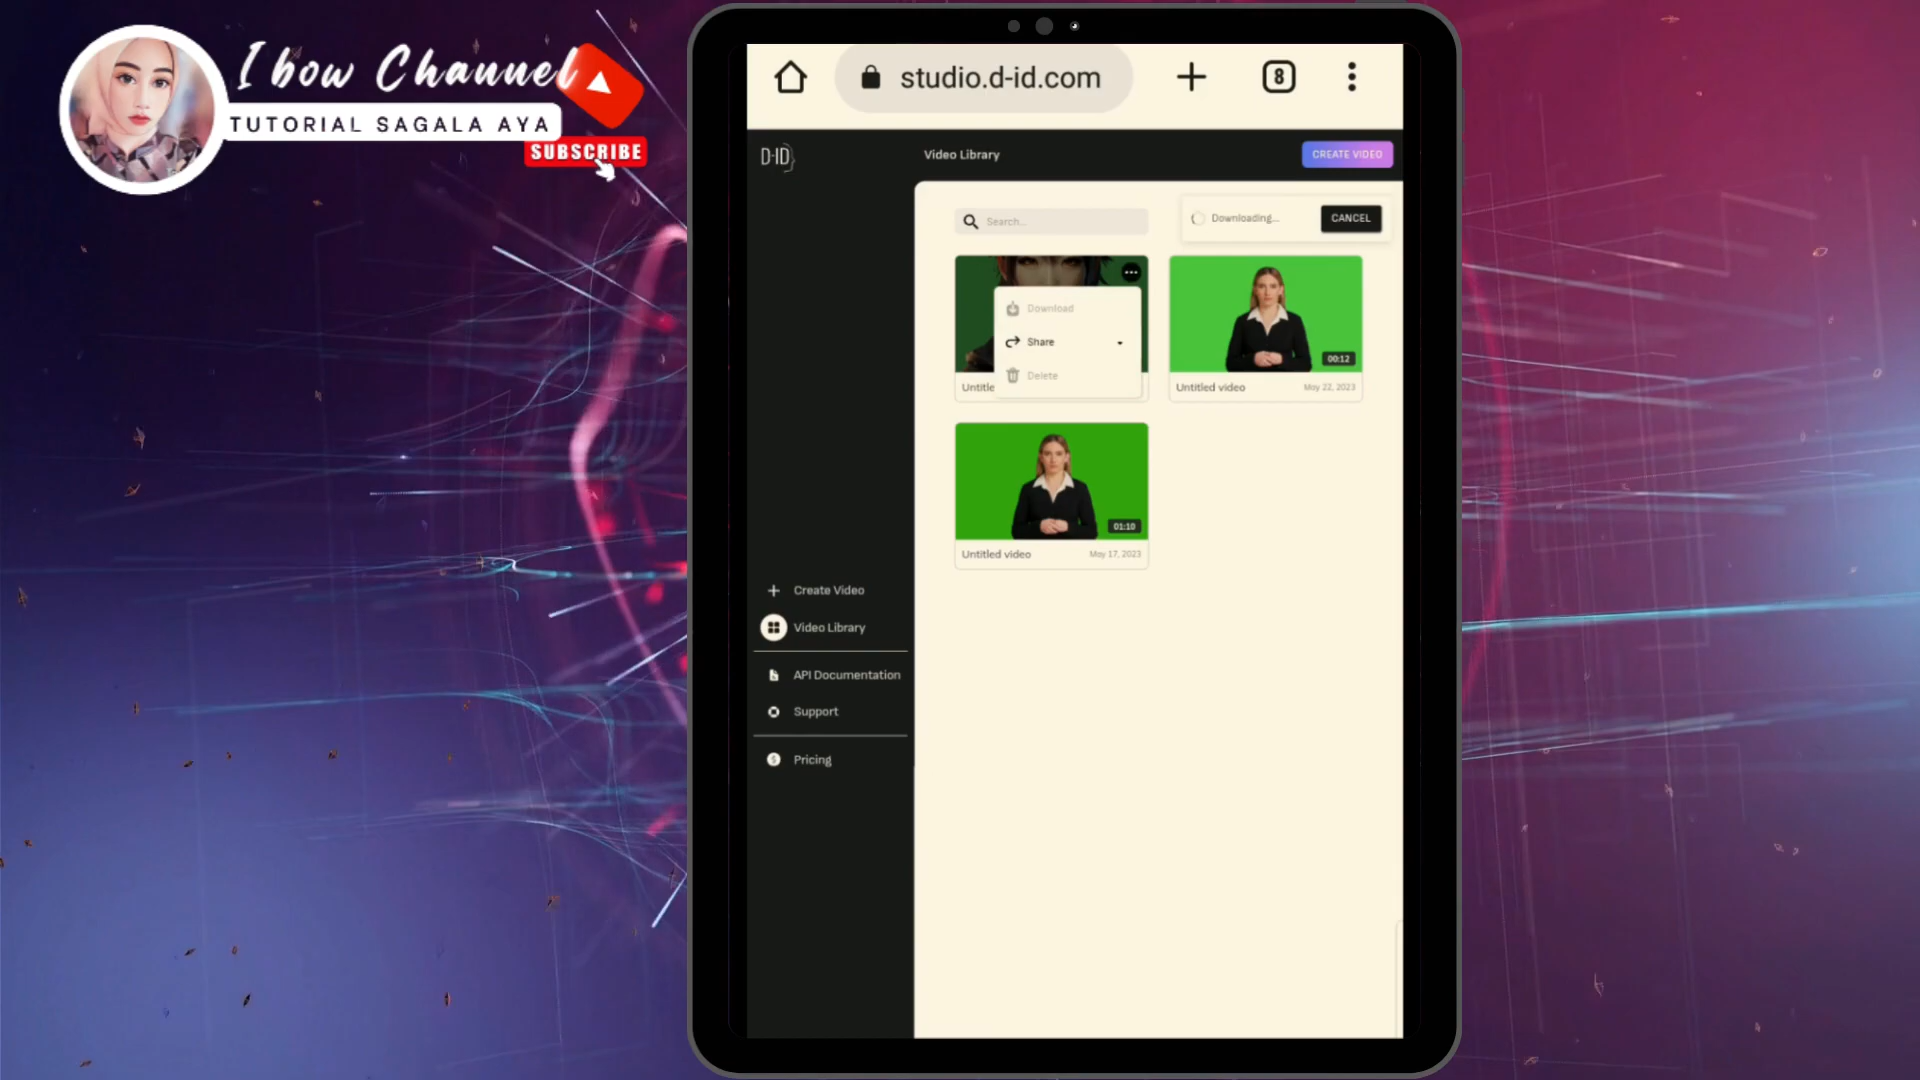 I bow Channel
TUTORIAL SAGALA AYA
SUBSCRIBE
studio.d-id.com
8
D-ID
Video Library
CREATE VIDEO
Search...
Downloading...
CANCEL
Download
Share
Delete
Untitle
00:12
Untitled video
May 22, 2023
01:10
Untitled video
May 17, 2023
Create Video
Video Library
API Documentation
Support
Pricing